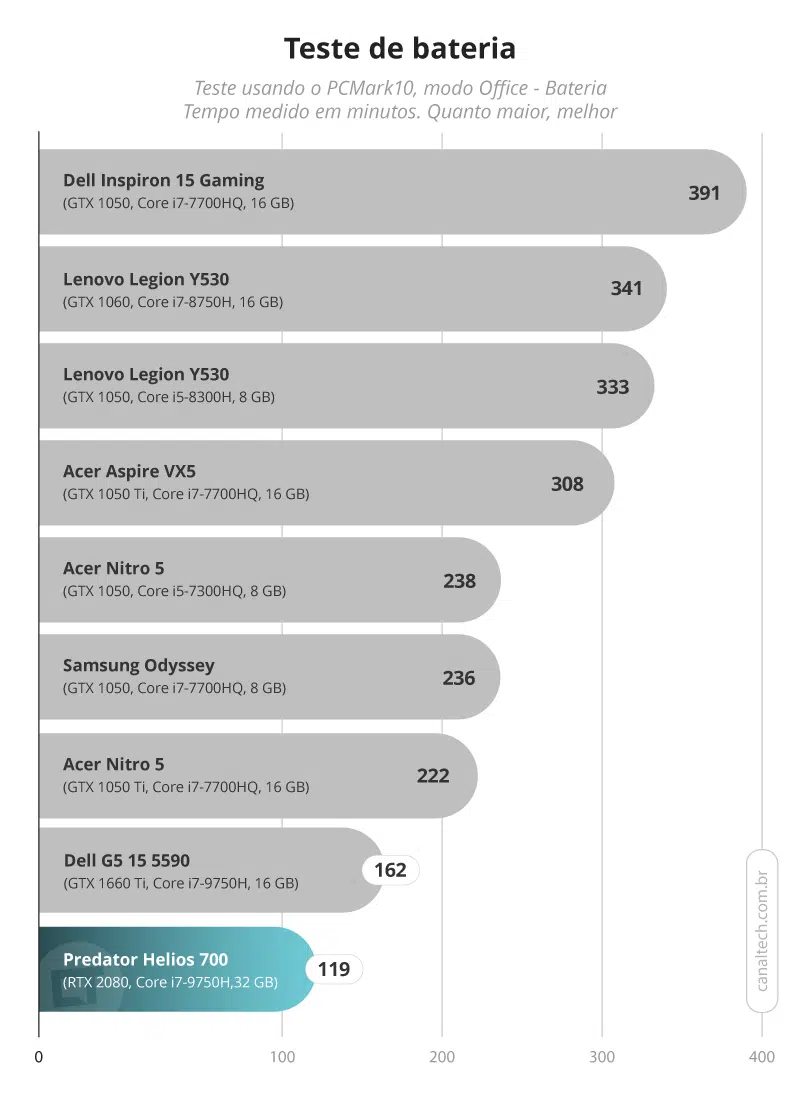 Teste de bateria
Teste usando o PCMark10, modo Office - Bateria
Tempo medido em minutos. Quanto maior, melhor
Dell Inspiron 15 Gaming
(GTX 1050, Core i7-7700HQ, 16 GB)
391
Lenovo Legion Y530
(GTX 1060, Core i7-8750H, 16 GB)
341
Lenovo Legion Y530
(GTX 1050, Core i5-8300H, 8 GB)
333
Acer Aspire VX5
(GTX 1050 Ti, Core i7-7700HQ, 16 GB)
308
Acer Nitro 5
(GTX 1050, Core i5-7300HQ, 8 GB)
238
Samsung Odyssey
(GTX 1050, Core i7-7700HQ, 8 GB)
236
Acer Nitro 5
(GTX 1050 Ti, Core i7-7700HQ, 16 GB)
222
Dell G5 15 5590
(GTX 1660 Ti, Core i7-9750H, 16 GB)
162
Predator Helios 700
(RTX 2080, Core i7-9750H,32 GB)
119
canaltech.com.br
0 100 200 300 400